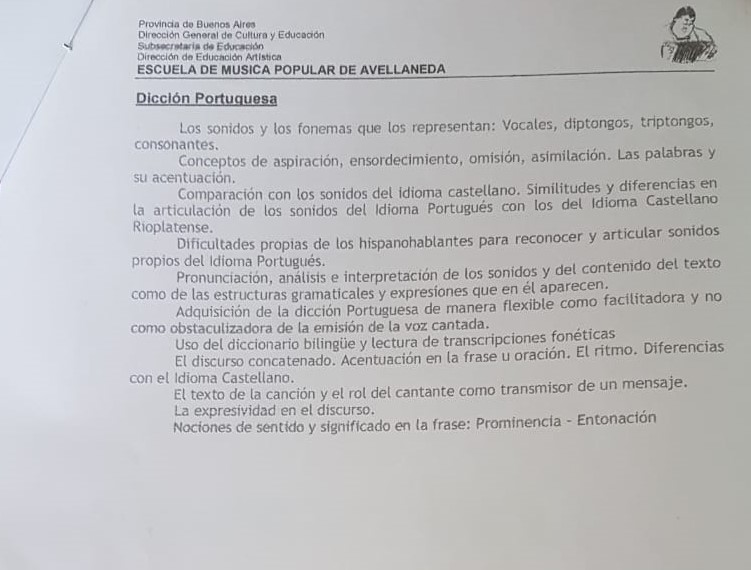 Provincia de Buenos Aires
Dirección General de Cultura y Educación
Subsecretaría de Educación
Dirección de Educación Artística
ESCUELA DE MUSICA POPULAR DE AVELLANEDA
Dicción Portuguesa
Los sonidos y los fonemas que los representan: Vocales, diptongos, triptongos,
consonantes.
Conceptos de aspiración, ensordecimiento, omisión, asimilación. Las palabras y
su acentuación.
Comparación con los sonidos del idioma castellano. Similitudes y diferencias en
la articulación de los sonidos del Idioma Portugués con los del Idioma Castellano
Rioplatense.
Dificultades propias de los hispanohablantes para reconocer y articular sonidos
propios del Idioma Portugués.
Pronunciación, análisis e interpretación de los sonidos y del contenido del texto
como de las estructuras gramaticales y expresiones que en él aparecen.
Adquisición de la dicción Portuguesa de manera flexible como facilitadora y no
como obstaculizadora de la emisión de la voz cantada.
Uso del diccionario bilingüe y lectura de transcripciones fonéticas
El discurso concatenado. Acentuación en la frase u oración. El ritmo. Diferencias
con el Idioma Castellano.
El texto de la canción y el rol del cantante como transmisor de un mensaje.
La expresividad en el discurso.
Nociones de sentido y significado en la frase: Prominencia - Entonación